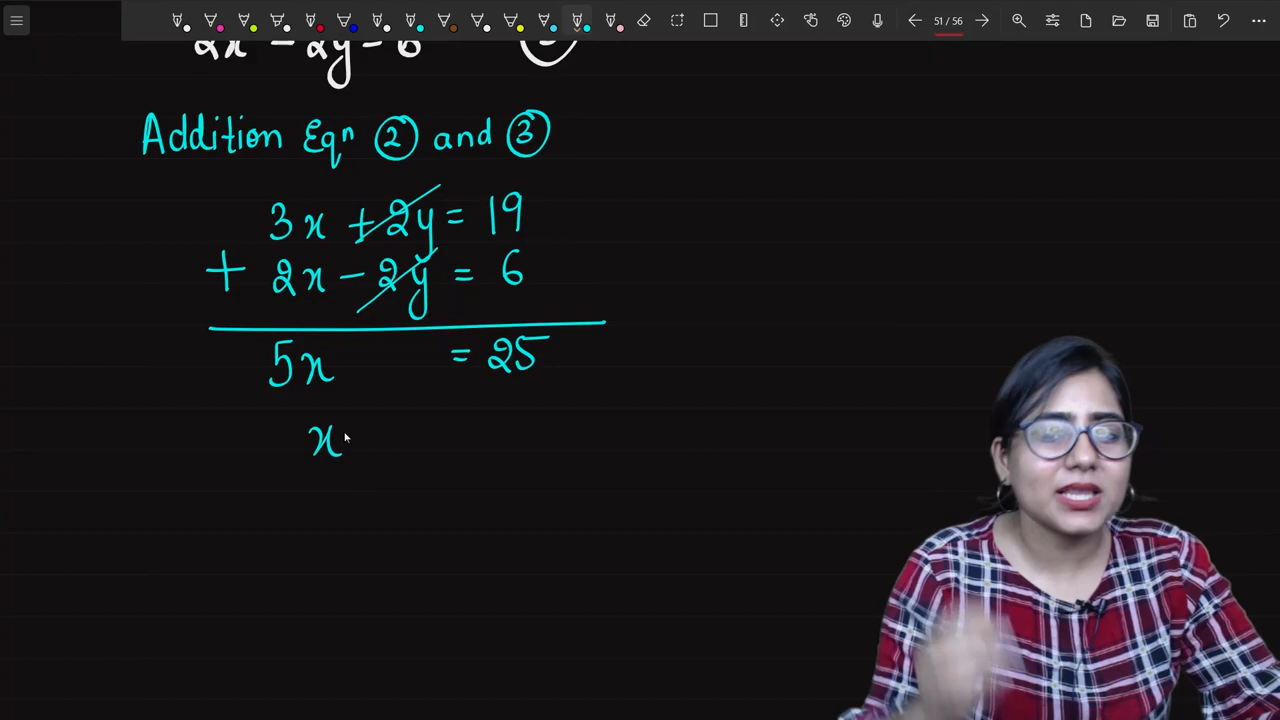 51 / 56
2x - 2y = 6
Addition Eqⁿ ② and ③
3x + 2y = 19
+ 2x - 2y = 6
5x = 25
x